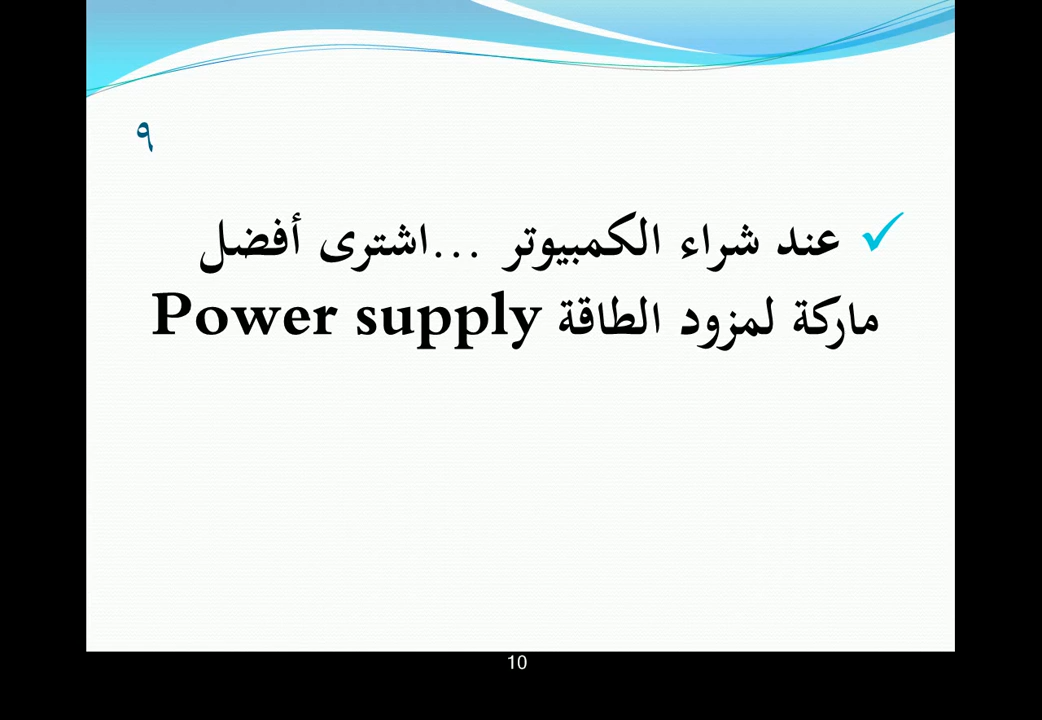 ٩
✓ عند شراء الكمبيوتر ...اشترى أفضل
ماركة لمزود الطاقة Power supply
10